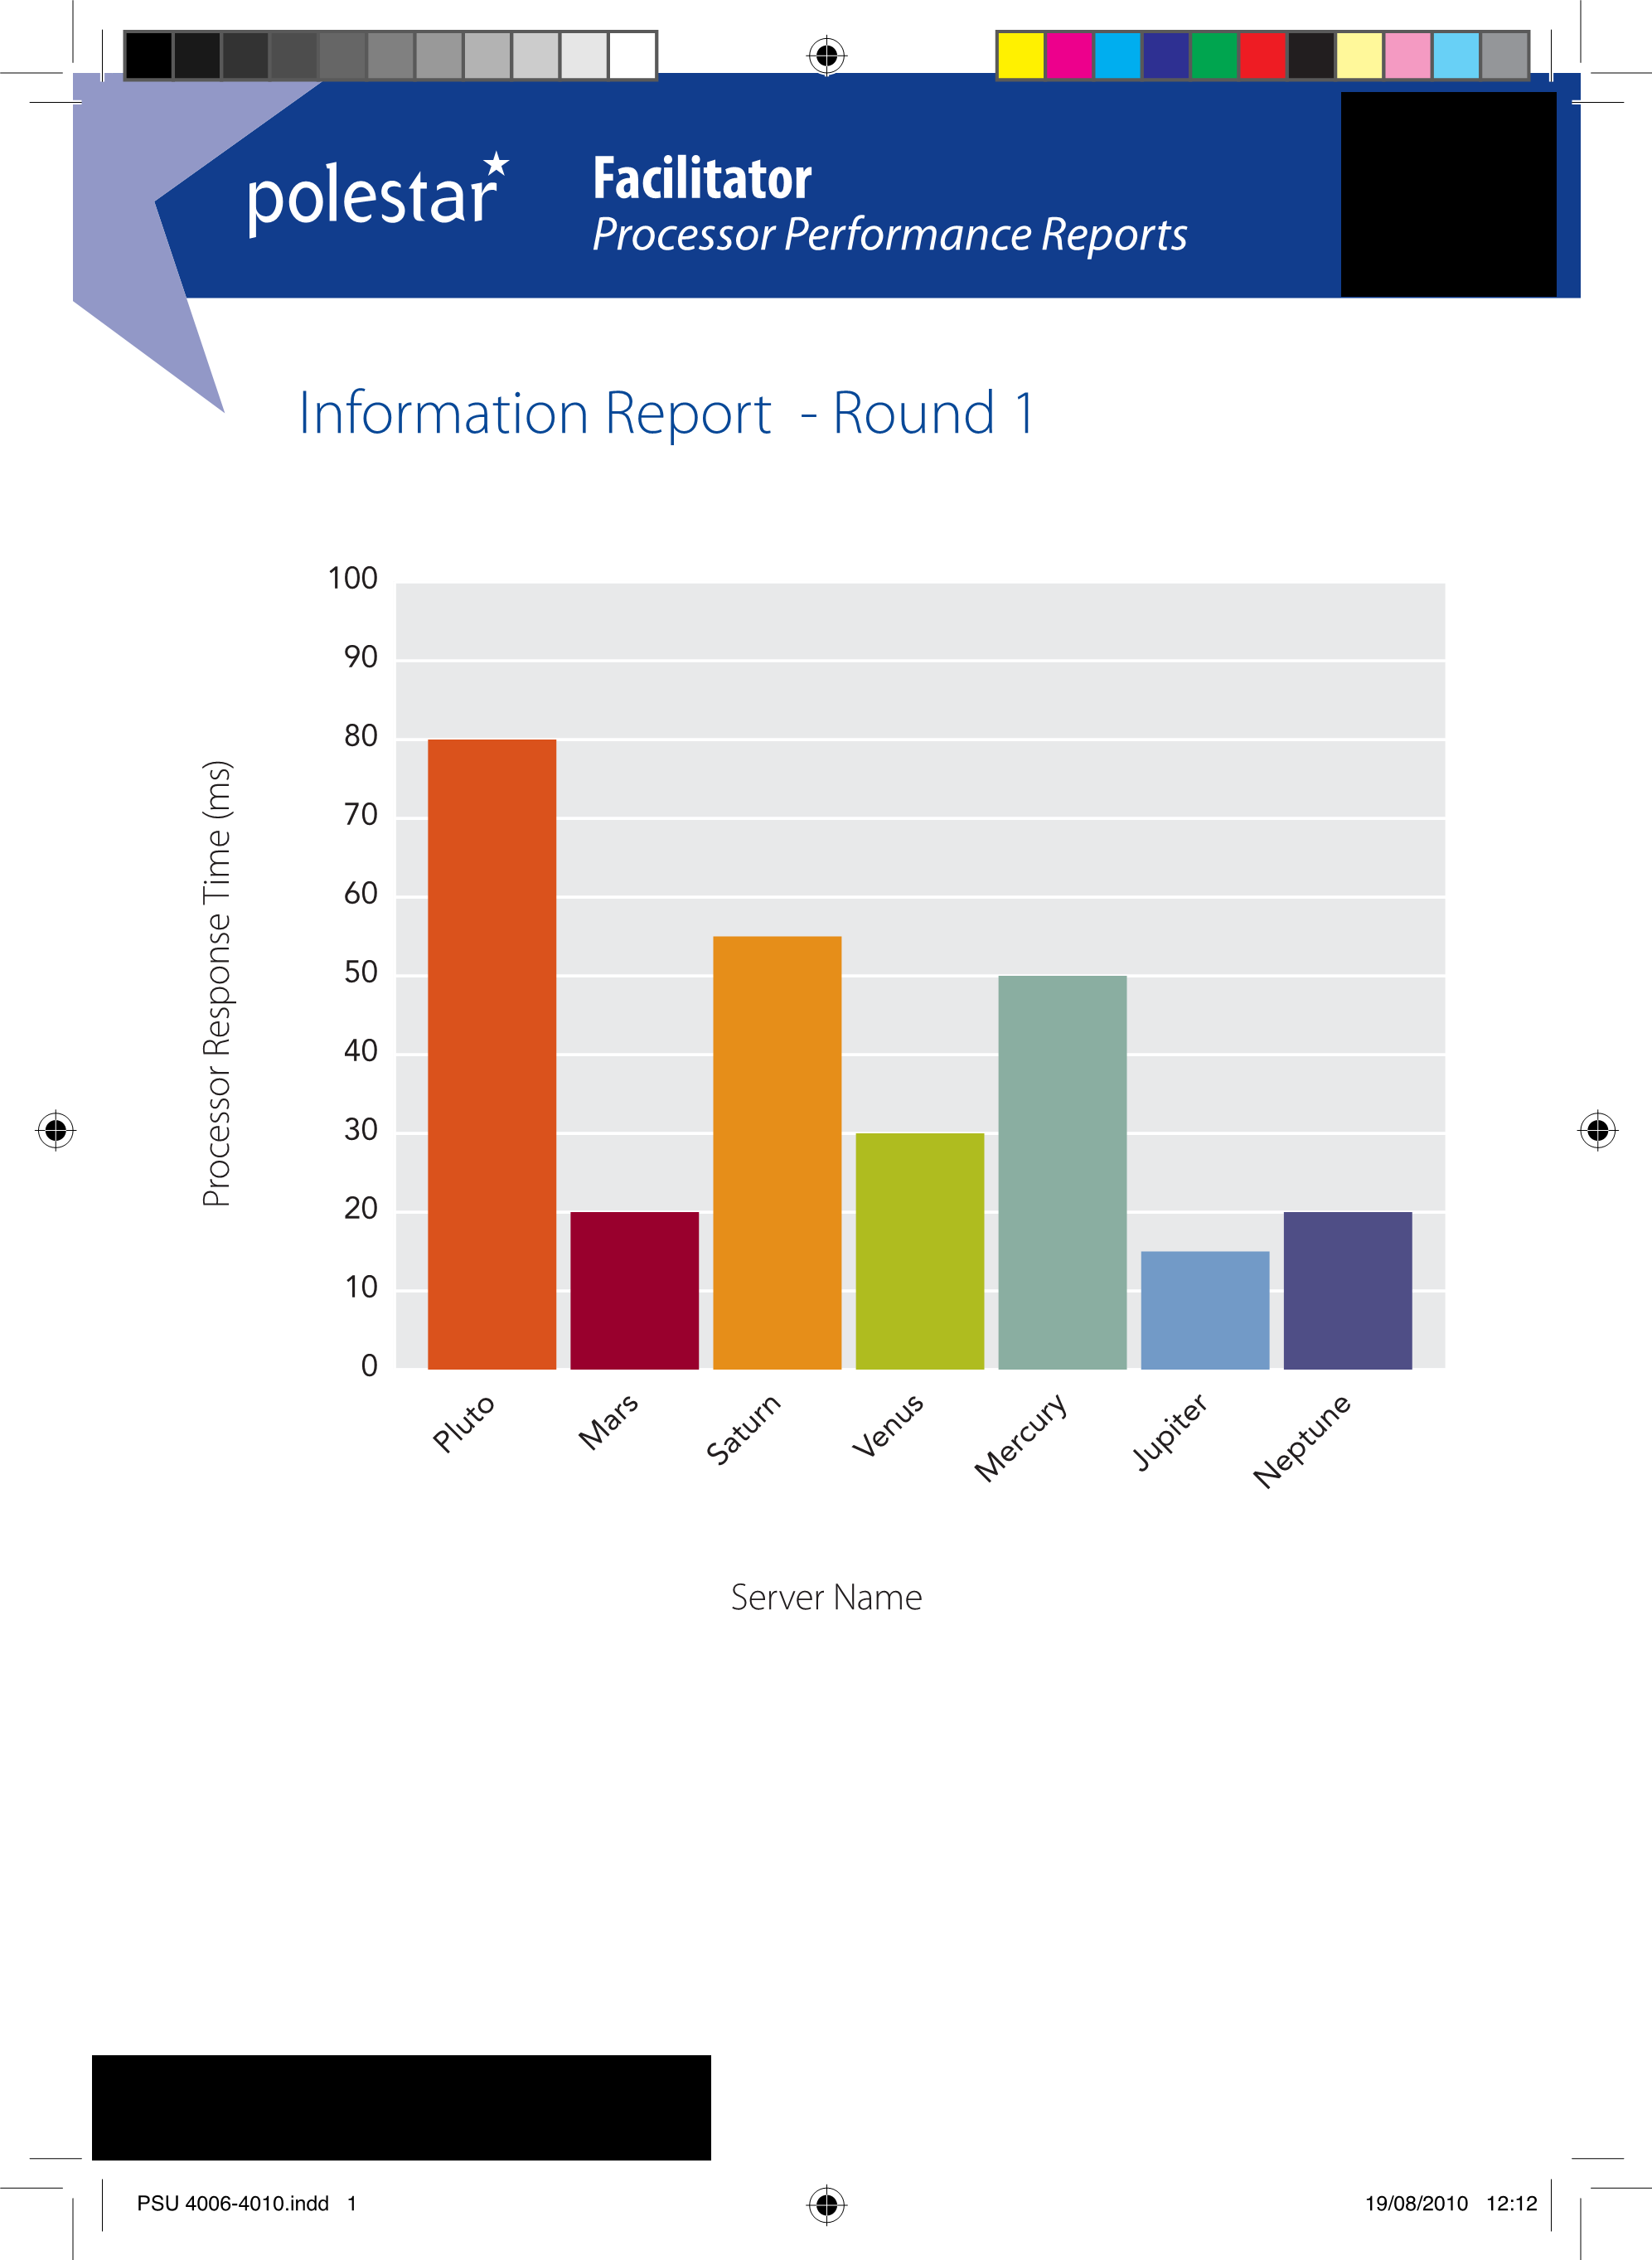 polestar
Facilitator
Processor Performance Reports
Information Report - Round 1
Processor Response Time (ms)
100
90
80
70
60
50
40
30
20
10
0
Pluto
Mars
Saturn
Venus
Mercury
Jupiter
Neptune
Server Name
PSU 4006-4010.indd 1
19/08/2010 12:12